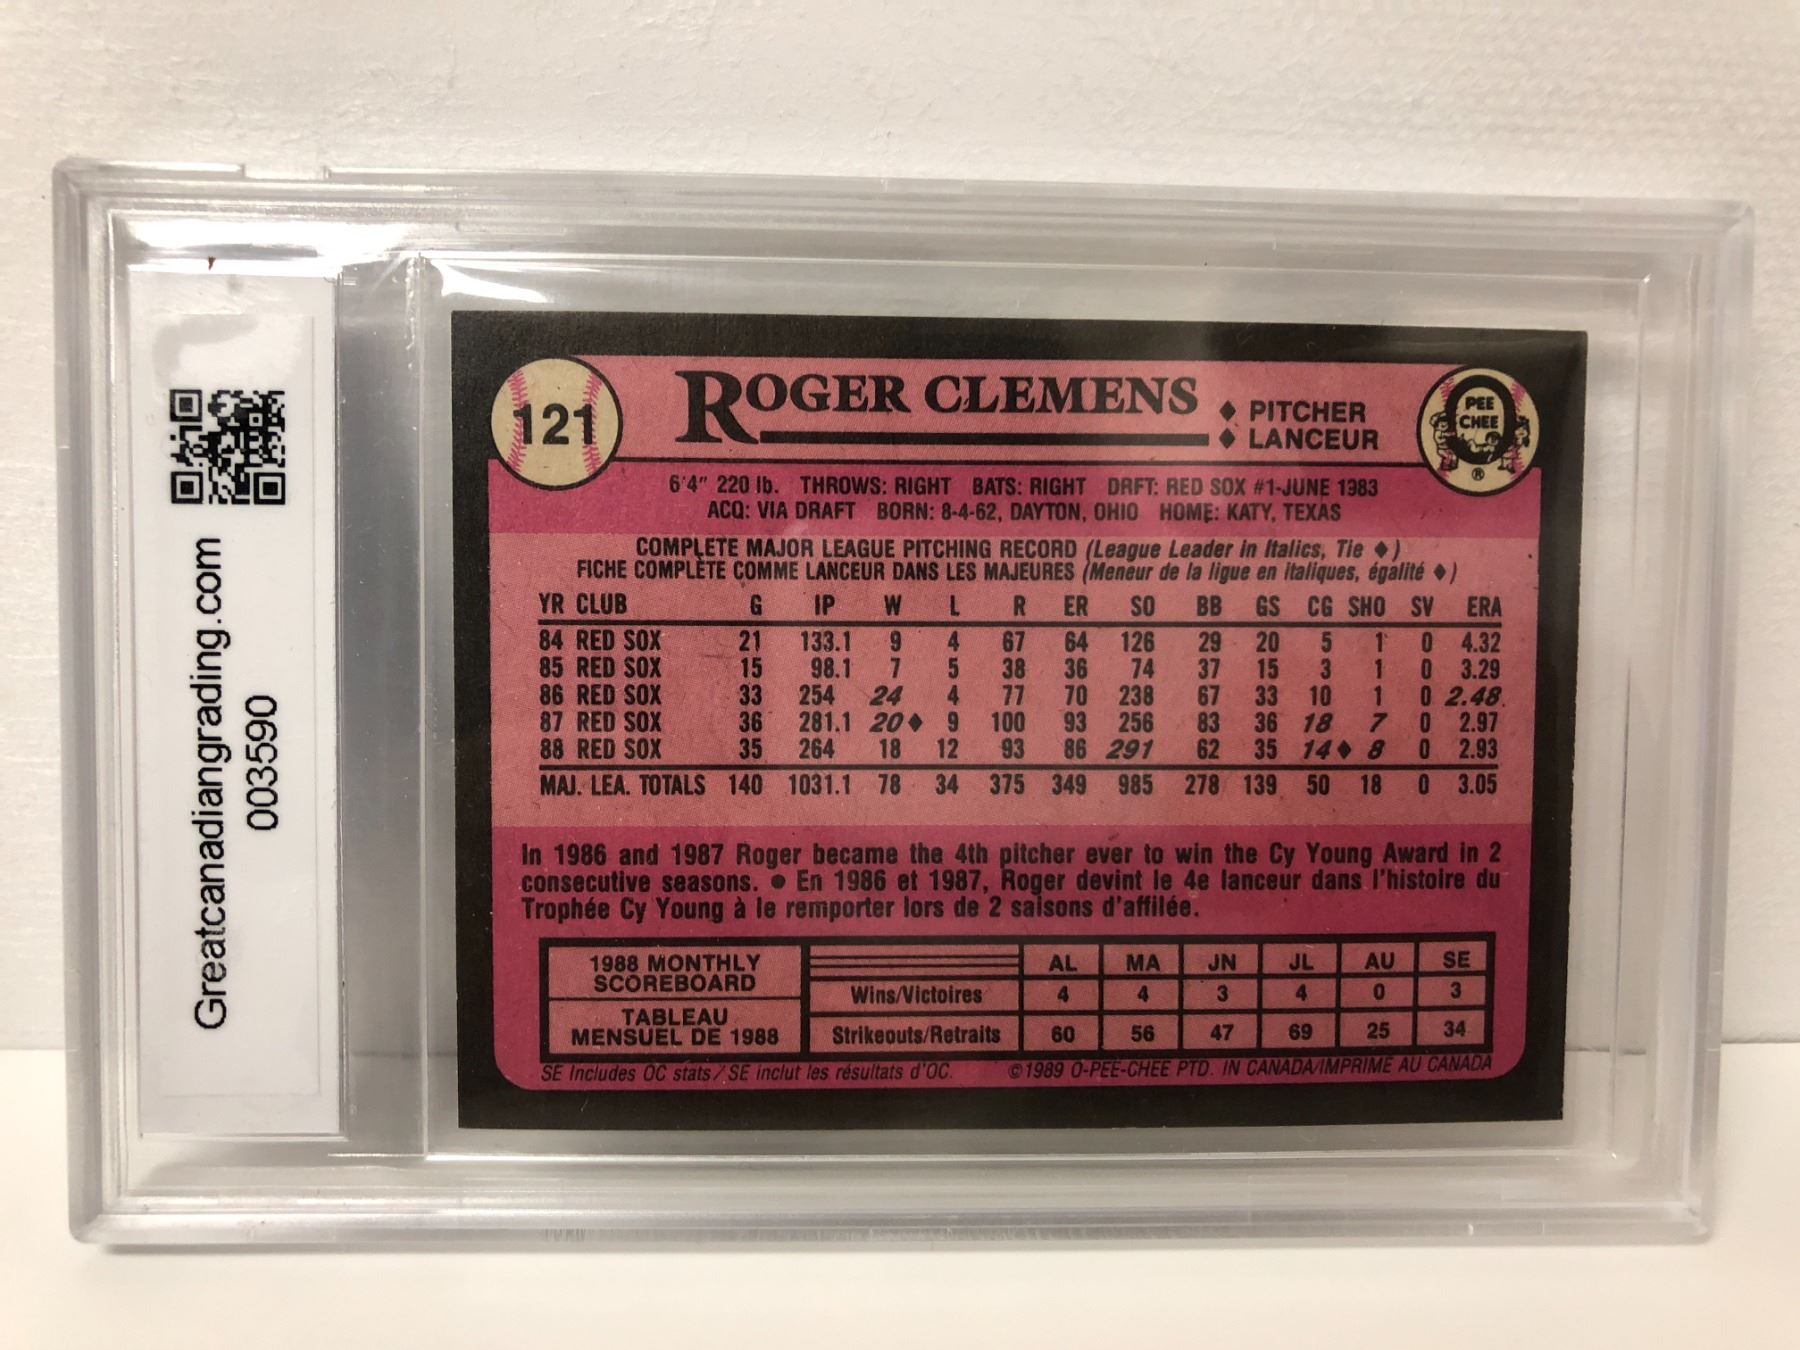 Greatcanadiangrading.com
003590
121
ROGER CLEMENS
♦ PITCHER
♦ LANCEUR
O PEE CHEE ®
6'4" 220 lb. THROWS: RIGHT BATS: RIGHT DRFT: RED SOX #1-JUNE 1983
ACQ: VIA DRAFT BORN: 8-4-62, DAYTON, OHIO HOME: KATY, TEXAS
COMPLETE MAJOR LEAGUE PITCHING RECORD (League Leader in Italics, Tie ♦)
FICHE COMPLÈTE COMME LANCEUR DANS LES MAJEURES (Meneur de la ligue en italiques, égalité ♦)
YR CLUB G IP W L R ER SO BB GS CG SHO SV ERA
84 RED SOX 21 133.1 9 4 67 64 126 29 20 5 1 0 4.32
85 RED SOX 15 98.1 7 5 38 36 74 37 15 3 1 0 3.29
86 RED SOX 33 254 24 4 77 70 238 67 33 10 1 0 2.48
87 RED SOX 36 281.1 20♦ 9 100 93 256 83 36 18 7 0 2.97
88 RED SOX 35 264 18 12 93 86 291 62 35 14♦ 8 0 2.93
MAJ. LEA. TOTALS 140 1031.1 78 34 375 349 985 278 139 50 18 0 3.05
In 1986 and 1987 Roger became the 4th pitcher ever to win the Cy Young Award in 2
consecutive seasons. ● En 1986 et 1987, Roger devint le 4e lanceur dans l'histoire du
Trophée Cy Young à le remporter lors de 2 saisons d'affilée.
1988 MONTHLY
SCOREBOARD
TABLEAU
MENSUEL DE 1988
AL MA JN JL AU SE
Wins/Victoires 4 4 3 4 0 3
Strikeouts/Retraits 60 56 47 69 25 34
SE Includes OC stats/SE inclut les résultats d'OC. ©1989 O-PEE-CHEE PTD. IN CANADA/IMPRIME AU CANADA